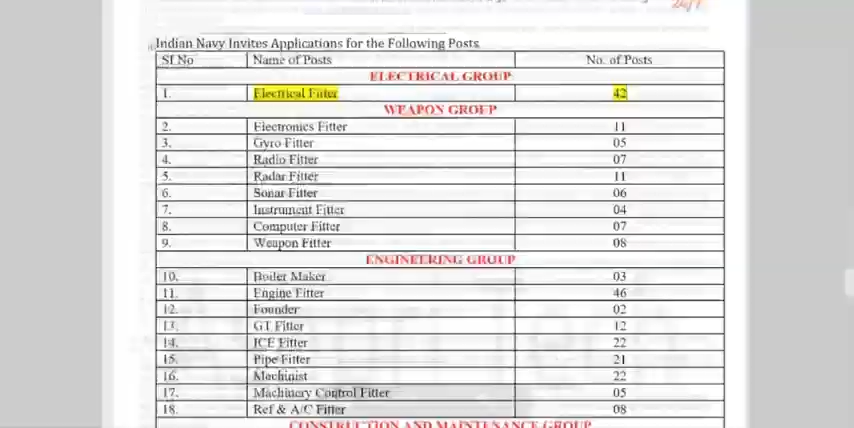 Indian Navy Invites Applications for the Following Posts
Sl.No Name of Posts No. of Posts
ELECTRICAL GROUP
1. Electrical Fitter 42
WEAPON GROUP
2. Electronics Fitter 11
3. Gyro Fitter 05
4. Radio Fitter 07
5. Radar Fitter 11
6. Sonar Fitter 06
7. Instrument Fitter 04
8. Computer Fitter 07
9. Weapon Fitter 08
ENGINEERING GROUP
10. Boiler Maker 03
11. Engine Fitter 46
12. Founder 02
13. GT Fitter 12
14. ICE Fitter 22
15. Pipe Fitter 21
16. Machinist 22
17. Machinery Control Fitter 05
18. Ref & A/C Fitter 08
CONSTRUCTION AND MAINTENANCE GROUP